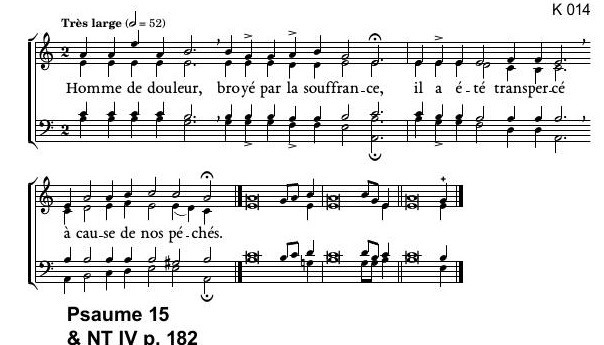 K 014
Très large (𝅗𝅥 = 52)
Homme de douleur, broyé par la souffran-ce, il a é-té transper-cé
à cau-se de nos pé-chés.
Psaume 15
& NT IV p. 182